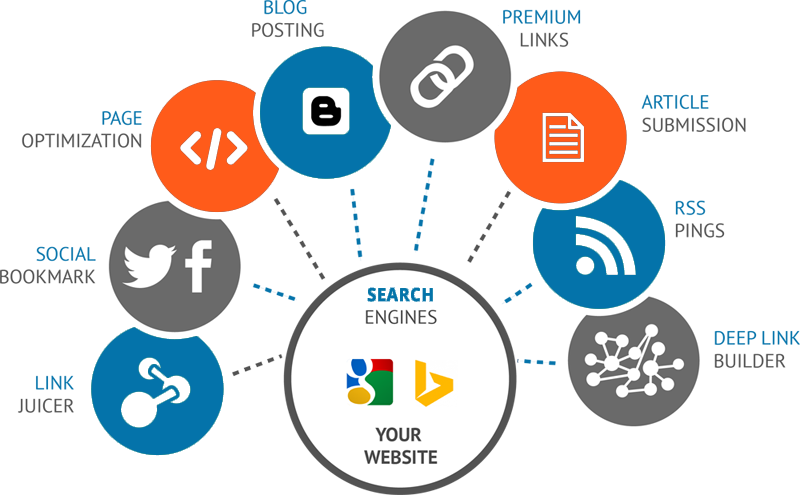 BLOG
POSTING
PREMIUM
LINKS
PAGE
OPTIMIZATION
ARTICLE
SUBMISSION
SOCIAL
BOOKMARK
RSS
PINGS
LINK
JUICER
DEEP LINK
BUILDER
SEARCH
ENGINES
YOUR
WEBSITE